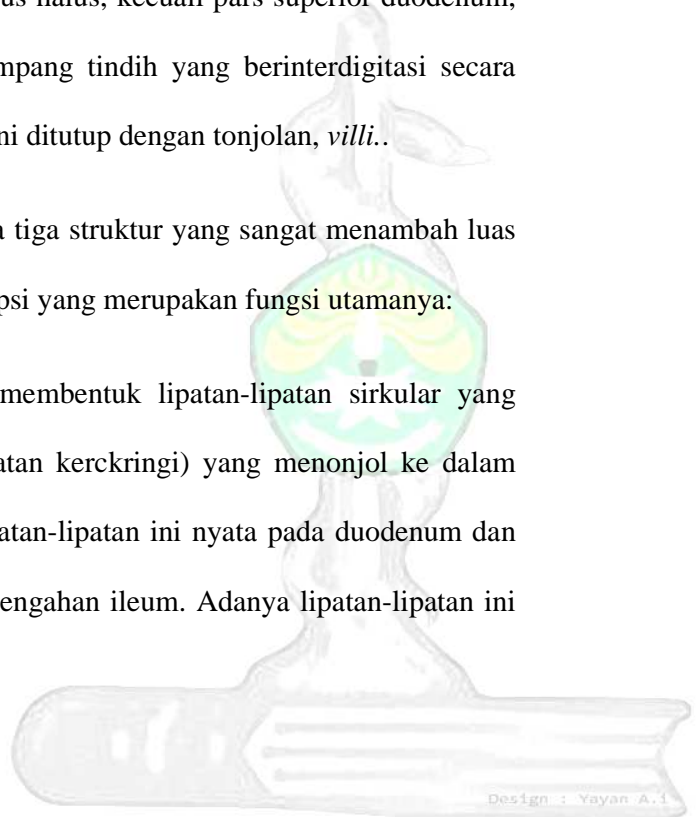 us halus, kecuali pars superior duodenum,
mpang tindih yang berinterdigitasi secara
ni ditutup dengan tonjolan, villi..
a tiga struktur yang sangat menambah luas
psi yang merupakan fungsi utamanya:
membentuk lipatan-lipatan sirkular yang
atan kerckringi) yang menonjol ke dalam
atan-lipatan ini nyata pada duodenum dan
engahan ileum. Adanya lipatan-lipatan ini
Design : Yayan A.i